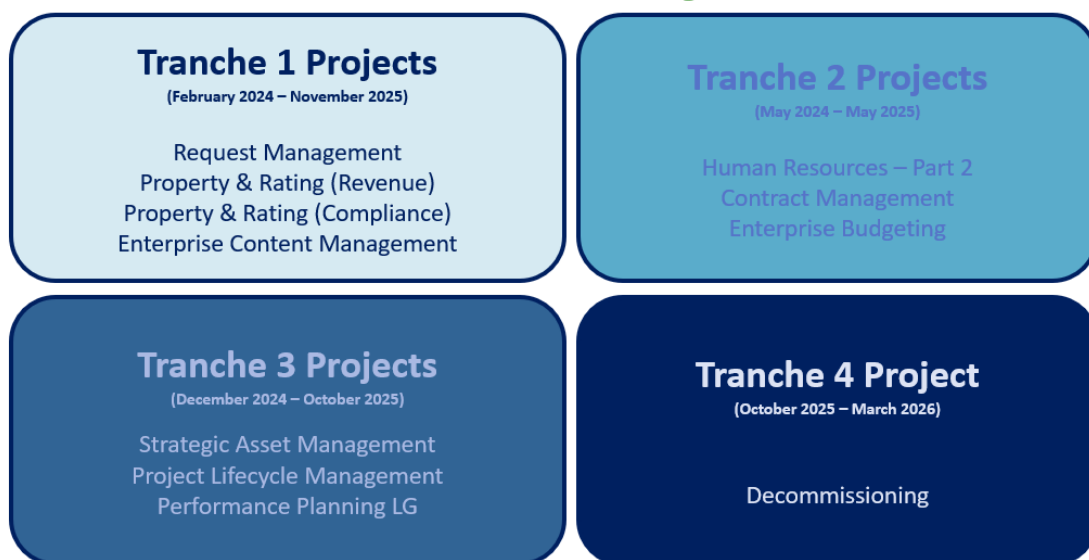 Tranche 1 Projects
(February 2024 – November 2025)
Request Management
Property & Rating (Revenue)
Property & Rating (Compliance)
Enterprise Content Management
Tranche 2 Projects
(May 2024 – May 2025)
Human Resources – Part 2
Contract Management
Enterprise Budgeting
Tranche 3 Projects
(December 2024 – October 2025)
Strategic Asset Management
Project Lifecycle Management
Performance Planning LG
Tranche 4 Project
(October 2025 – March 2026)
Decommissioning